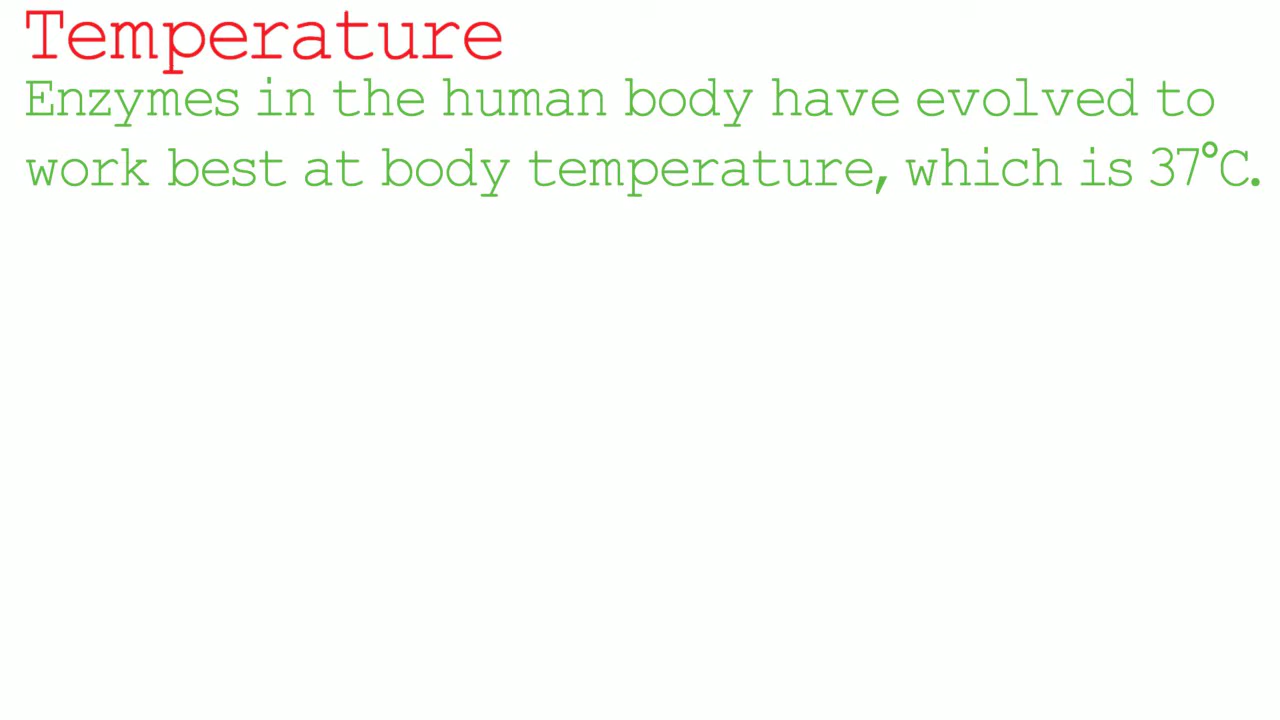 Temperature
Enzymes in the human body have evolved to
work best at body temperature, which is 37°C.